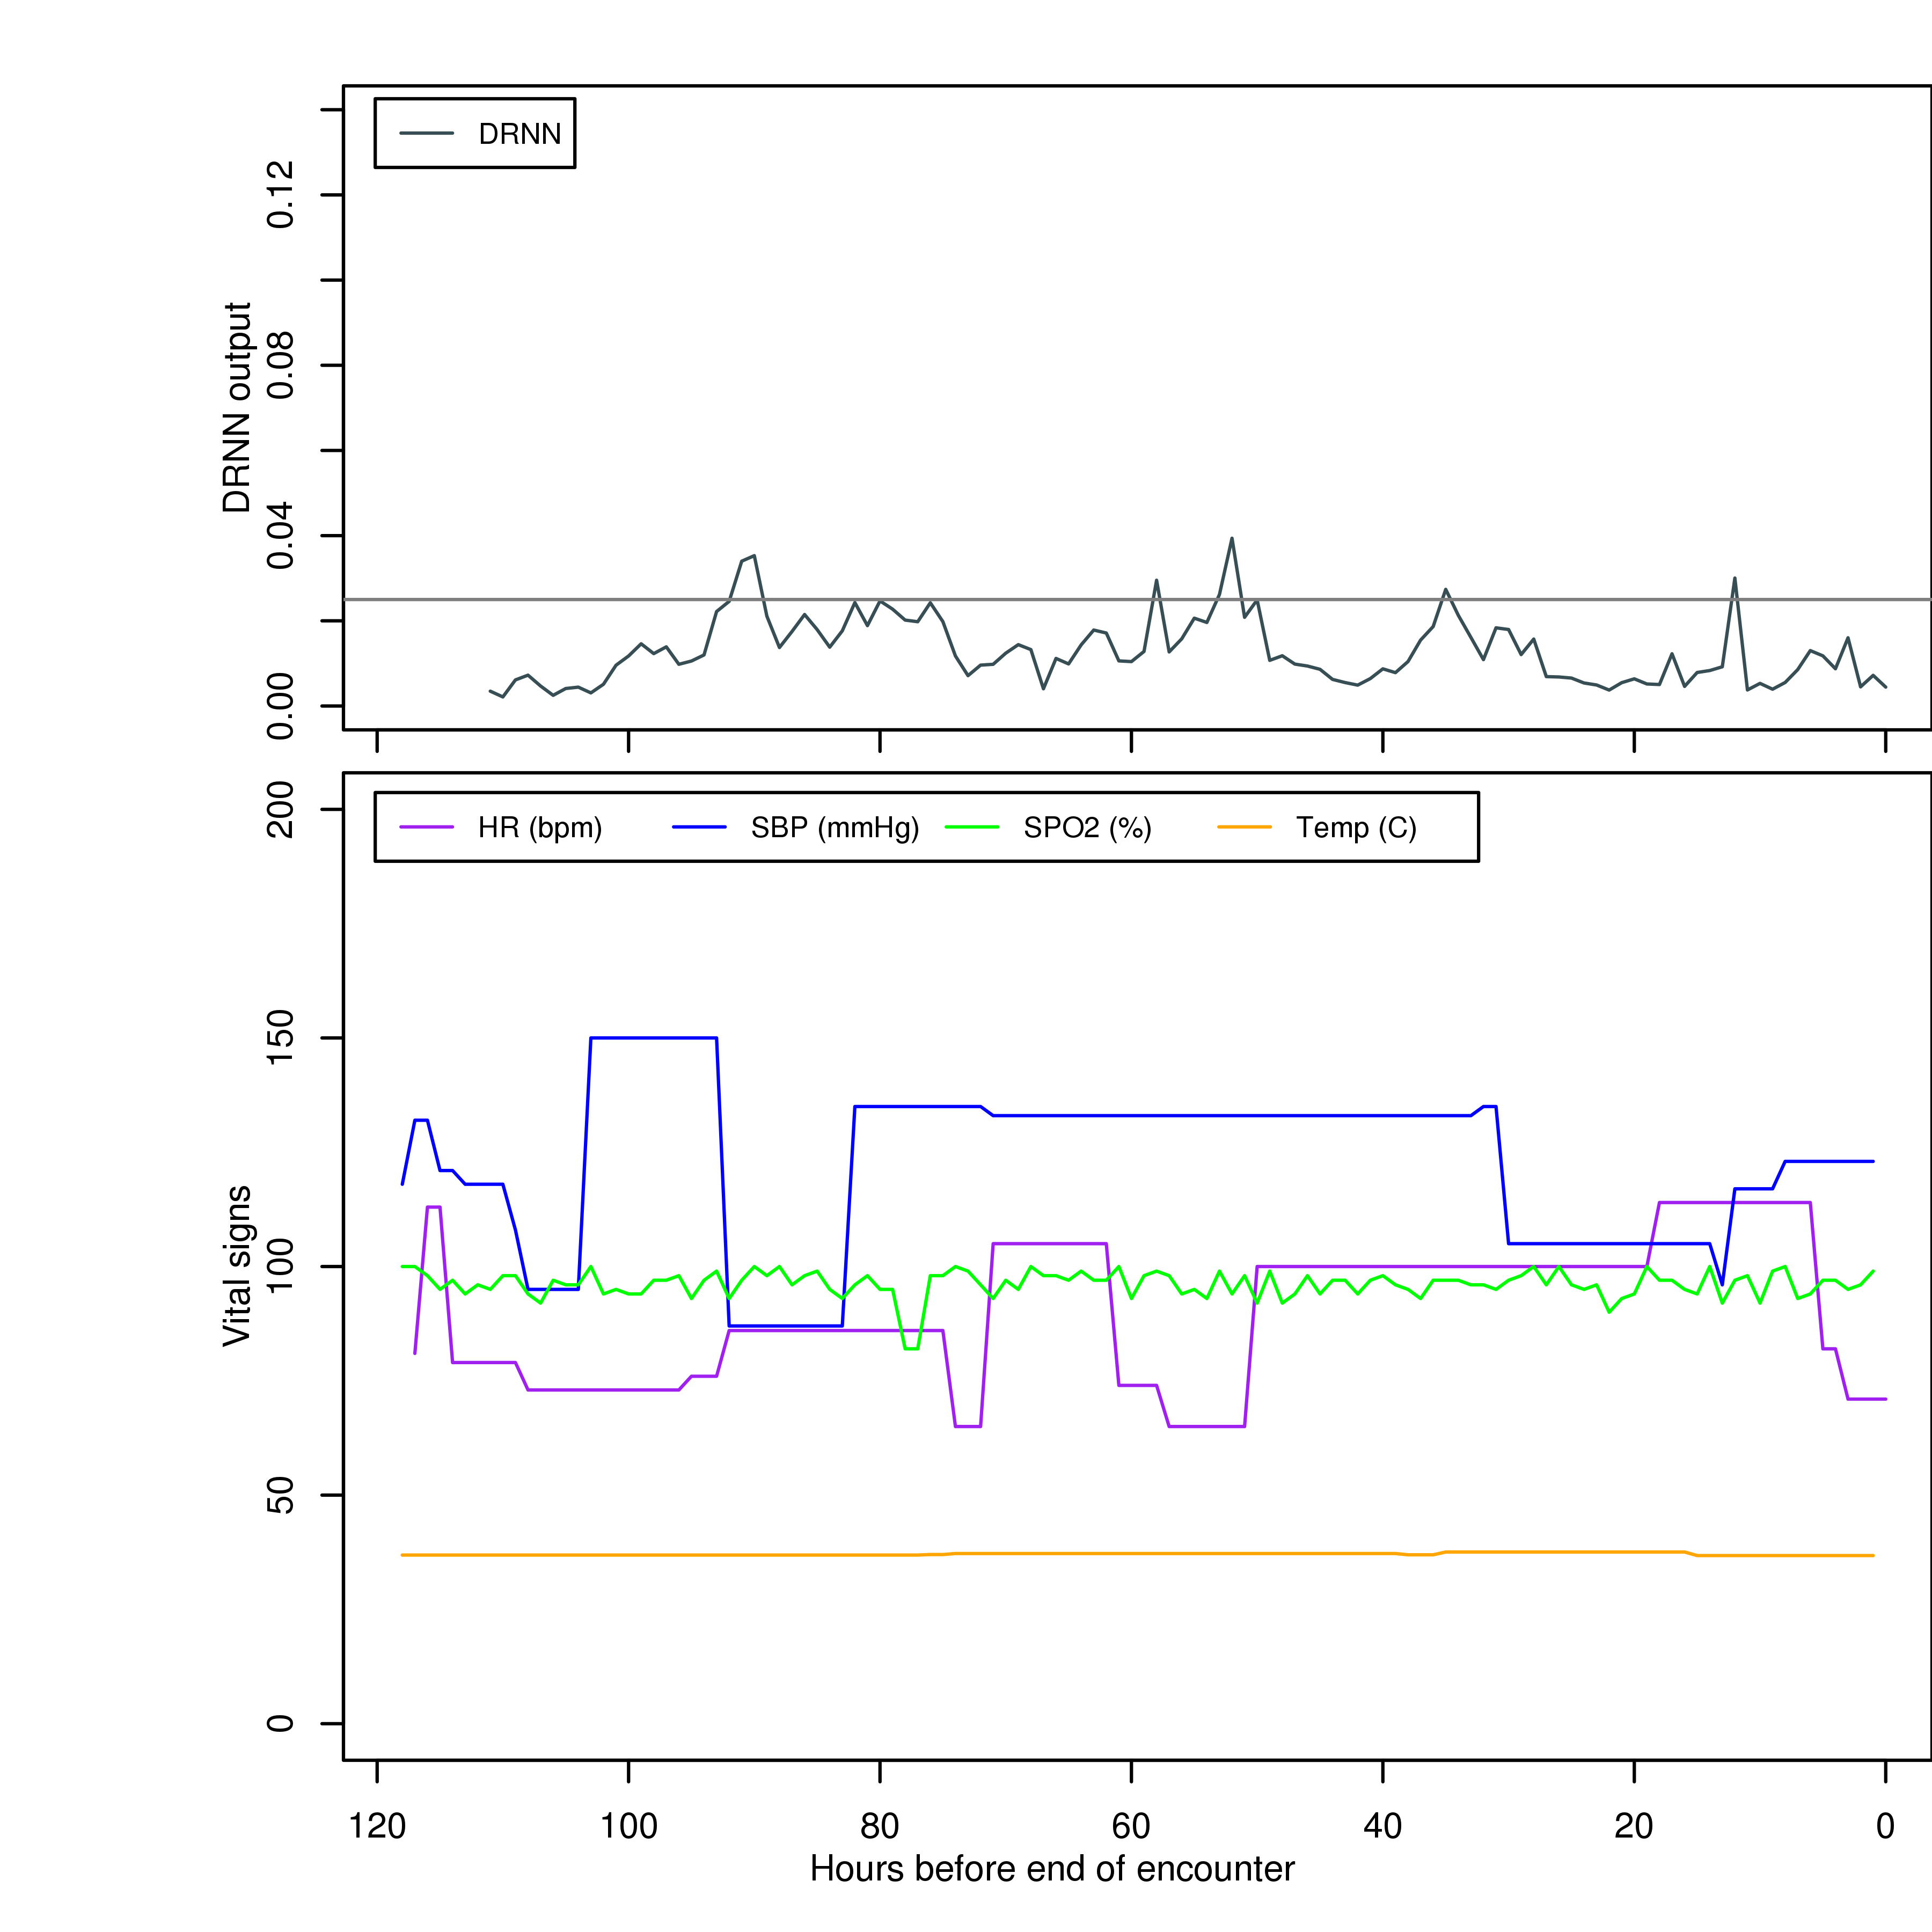 DRNN
DRNN output
0.00
0.04
0.08
0.12
HR (bpm)
SBP (mmHg)
SPO2 (%)
Temp (C)
Vital signs
0
50
100
150
200
120
100
80
60
40
20
0
Hours before end of encounter